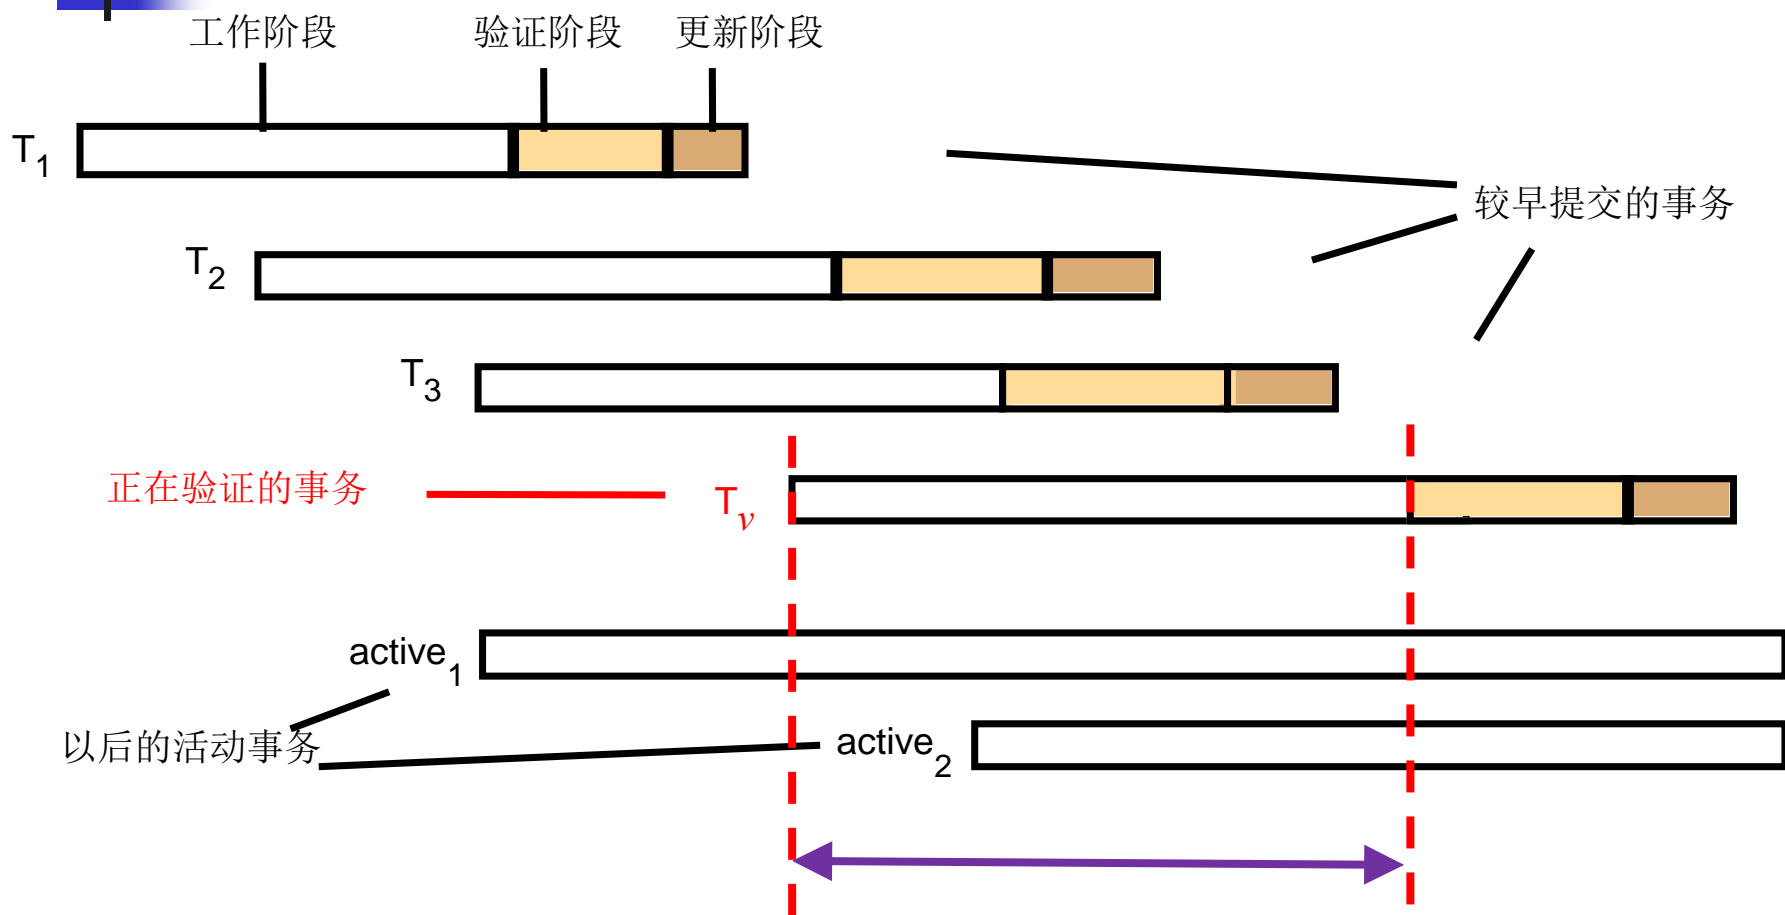 工作阶段 验证阶段 更新阶段
T1
较早提交的事务
T2
T3
正在验证的事务
Tv
active1
以后的活动事务
active2